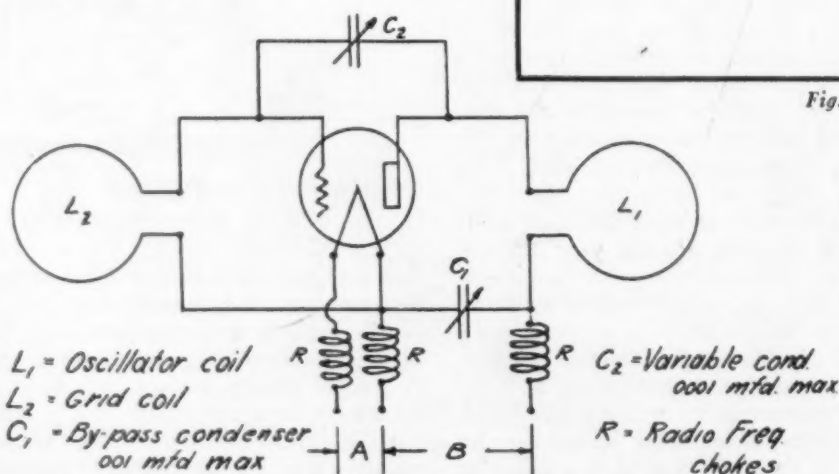 C₂
Fig.
L₂
L₁
C₁
R
R
R
L₁ = Oscillator coil
L₂ = Grid coil
C₁ = By-pass condenser
001 mfd max
A
B
C₂ = Variable cond.
0001 mfd. max
R = Radio Freq.
chokes